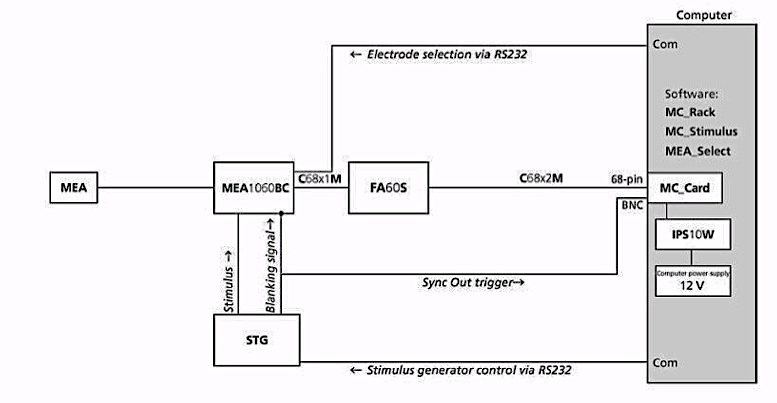 Computer
Com
← Electrode selection via RS232
Software:
MC_Rack
MC_Stimulus
MEA_Select
MEA
MEA1060BC
C68x1M
FA60S
C68x2M
68-pin
MC_Card
BNC
IPS10W
Computer power supply
12 V
Stimulus →
Blanking signal→
Sync Out trigger→
STG
Com
← Stimulus generator control via RS232